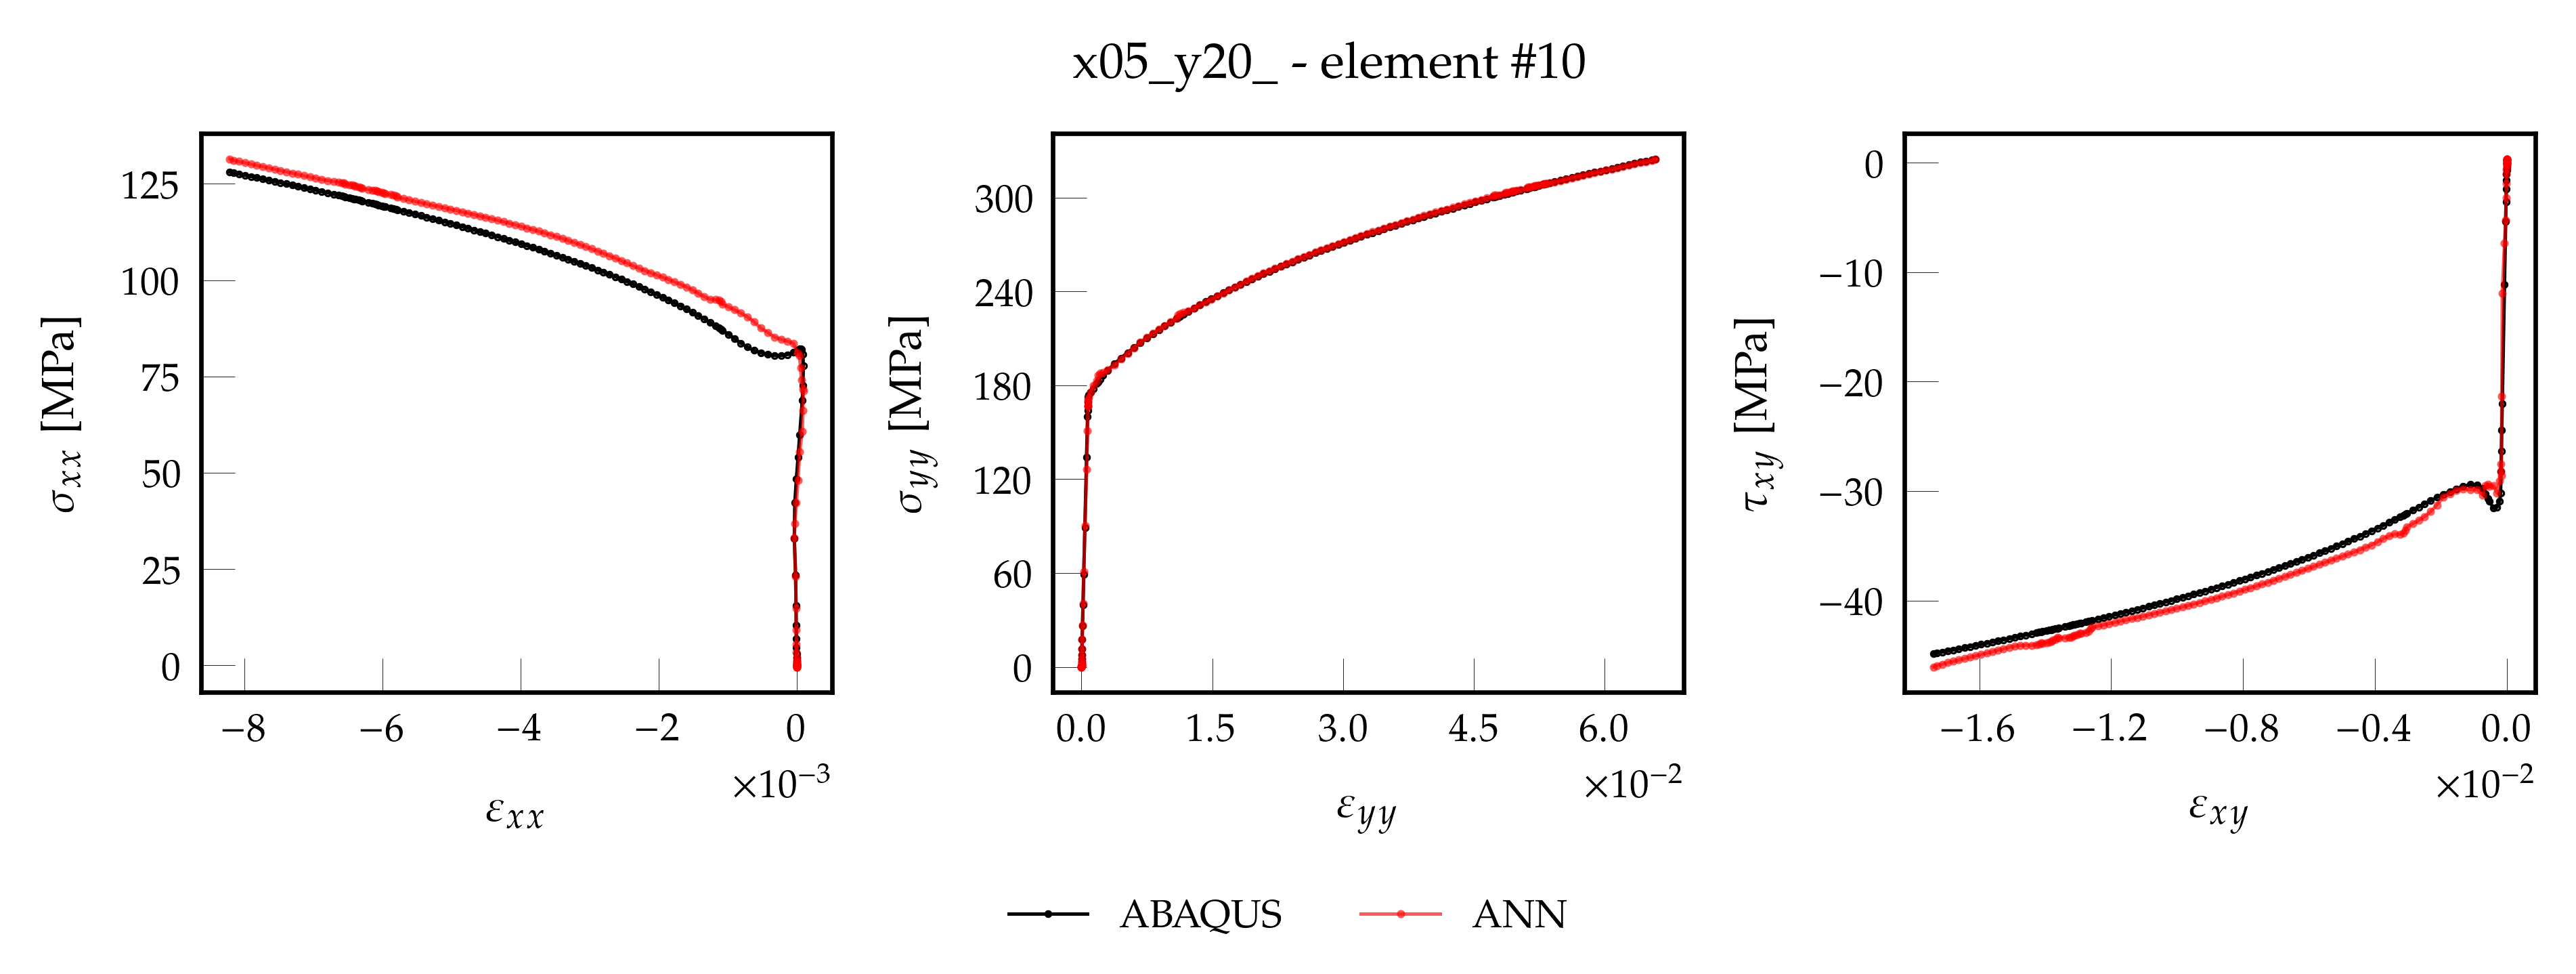 x05_y20_ - element #10
σxx [MPa]
125
100
75
50
25
0
−8 −6 −4 −2 0
×10⁻³
εxx
σyy [MPa]
300
240
180
120
60
0
0.0 1.5 3.0 4.5 6.0
×10⁻²
εyy
τxy [MPa]
0
−10
−20
−30
−40
−1.6 −1.2 −0.8 −0.4 0.0
×10⁻²
εxy
ABAQUS ANN